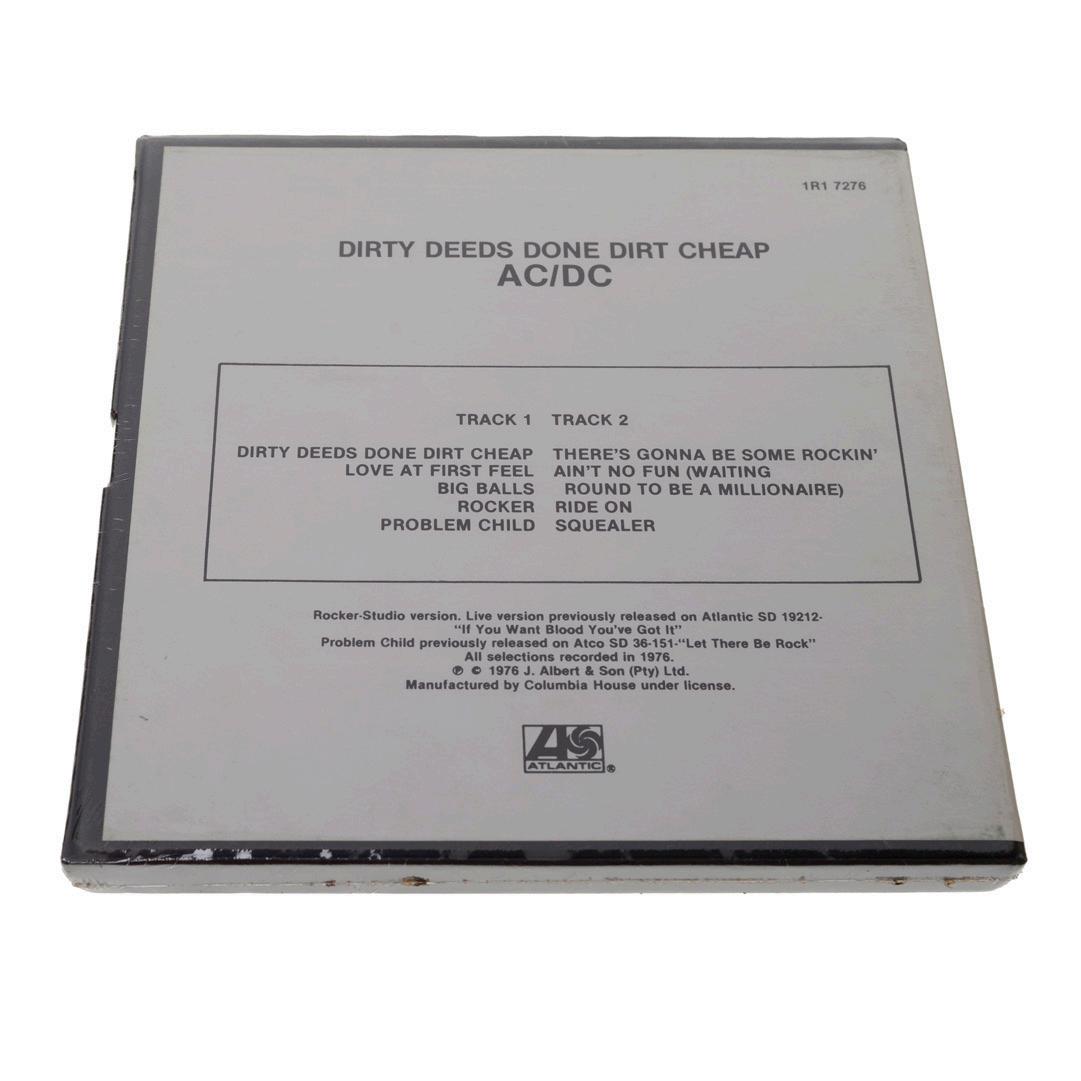 1R1 7276
DIRTY DEEDS DONE DIRT CHEAP
AC/DC
TRACK 1
DIRTY DEEDS DONE DIRT CHEAP
LOVE AT FIRST FEEL
BIG BALLS
ROCKER
PROBLEM CHILD
TRACK 2
THERE'S GONNA BE SOME ROCKIN'
AIN'T NO FUN (WAITING
ROUND TO BE A MILLIONAIRE)
RIDE ON
SQUEALER
Rocker-Studio version. Live version previously released on Atlantic SD 19212-
"If You Want Blood You've Got It"
Problem Child previously released on Atco SD 36-151-"Let There Be Rock"
All selections recorded in 1976.
℗ © 1976 J. Albert & Son (Pty) Ltd.
Manufactured by Columbia House under license.
ATLANTIC®